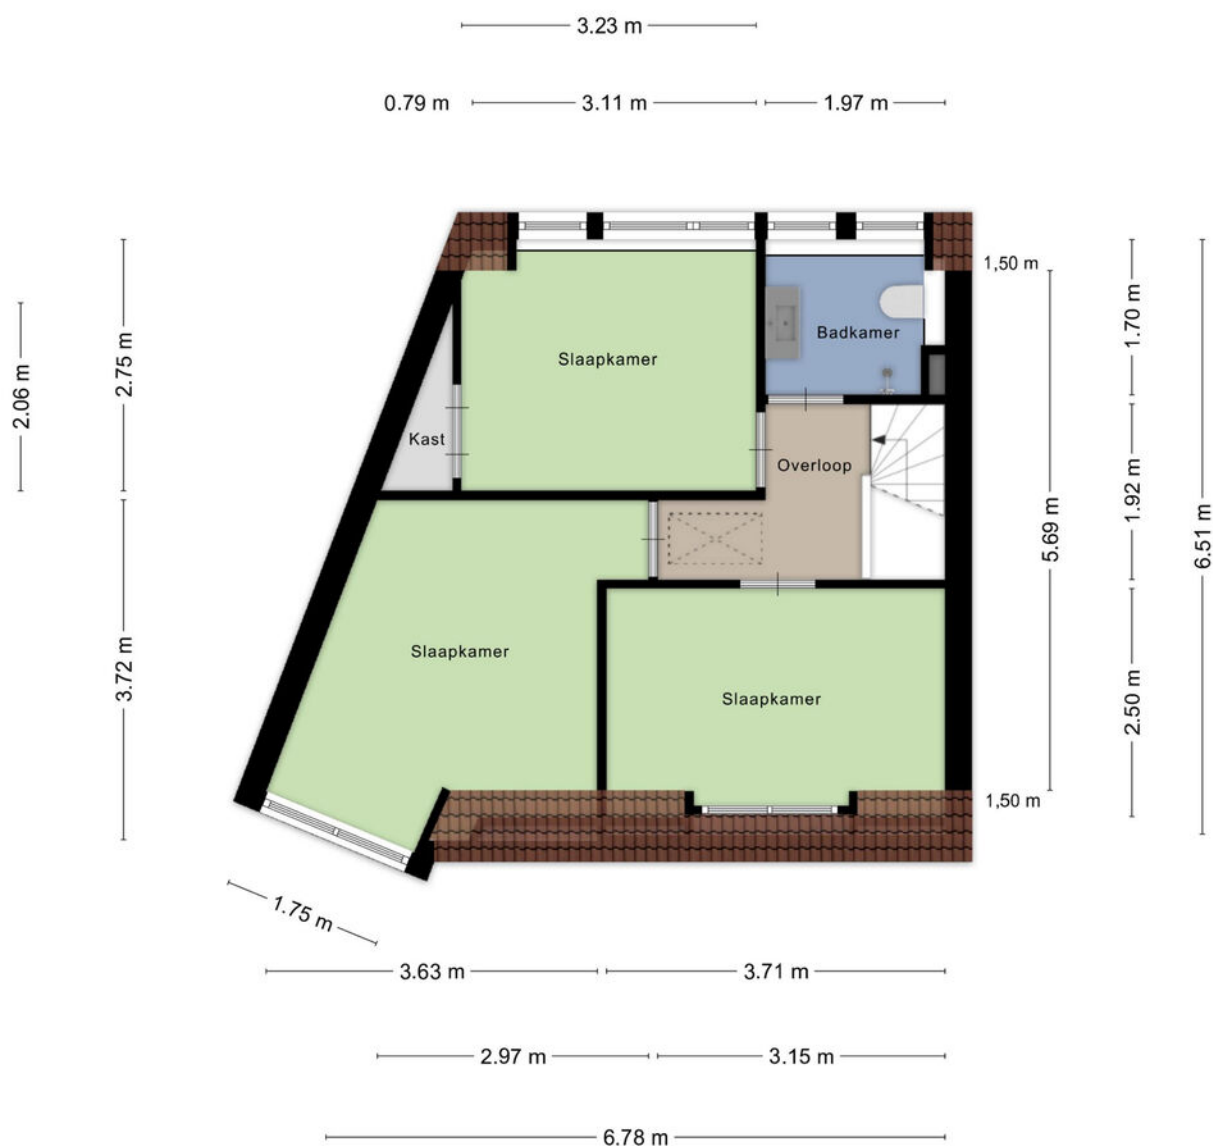 3.23 m
0.79 m 3.11 m 1.97 m
1,50 m
1.70 m
2.75 m
2.06 m
Badkamer
Slaapkamer
Kast
Overloop
1.92 m
5.69 m
6.51 m
3.72 m
Slaapkamer
Slaapkamer
2.50 m
1,50 m
1.75 m
3.63 m 3.71 m
2.97 m 3.15 m
6.78 m